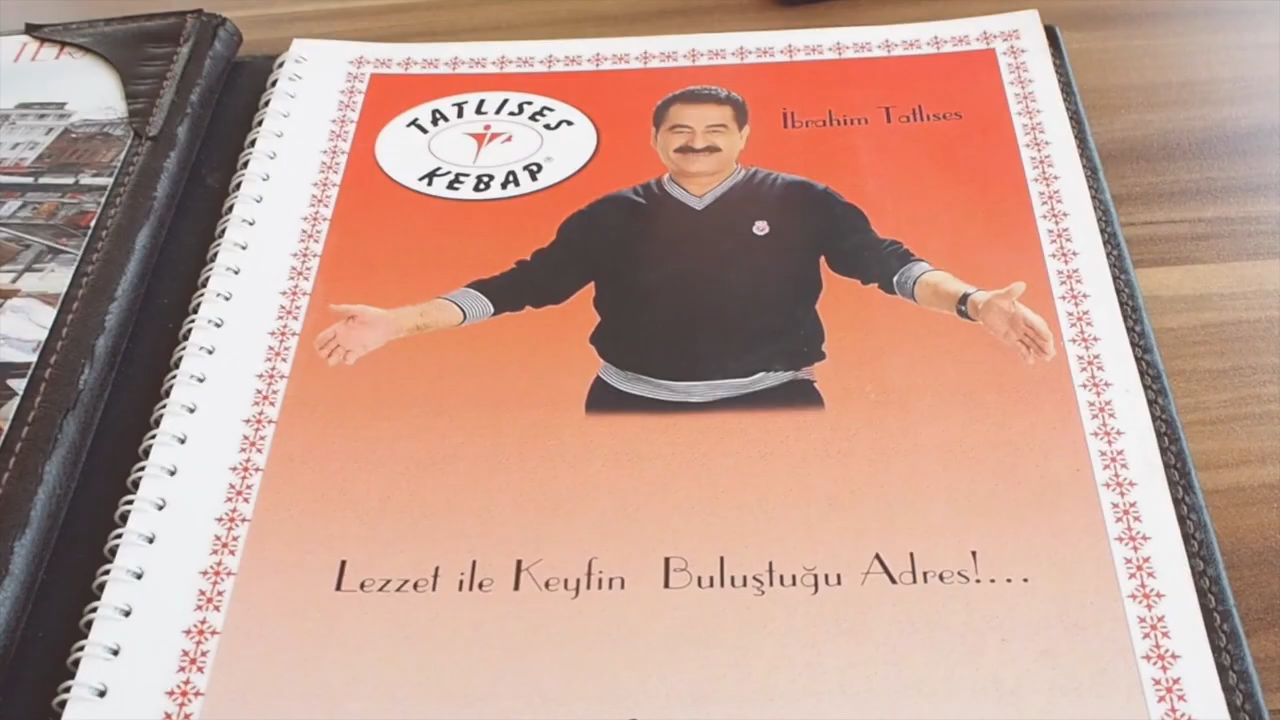 TATLISES
KEBAP®
İbrahim Tatlıses
Lezzet ile Keyfin Buluştuğu Adres!....